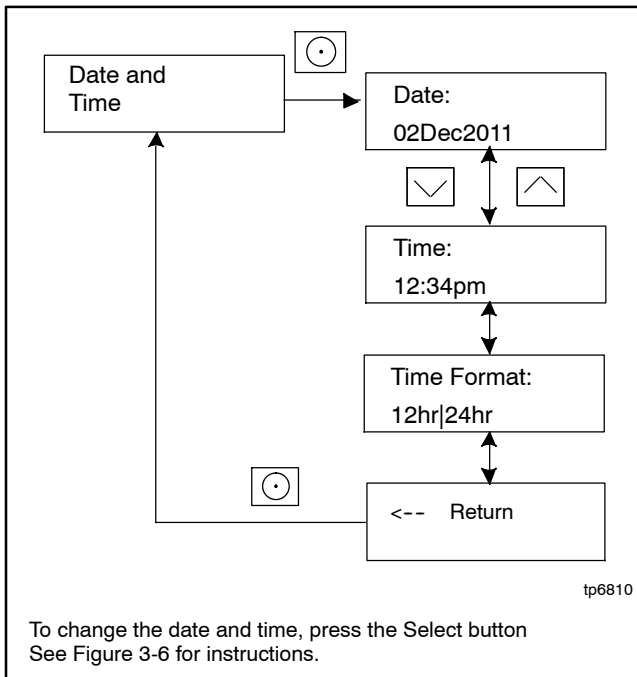 Date and
Time
Date:
02Dec2011
Time:
12:34pm
Time Format:
12hr|24hr
<-- Return
tp6810
To change the date and time, press the Select button
See Figure 3-6 for instructions.